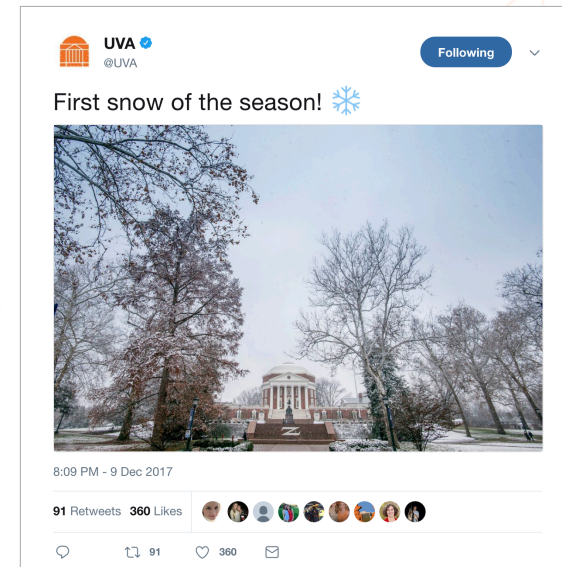 UVA
@UVA
Following
First snow of the season! ❄
8:09 PM - 9 Dec 2017
91 Retweets 360 Likes
91 360